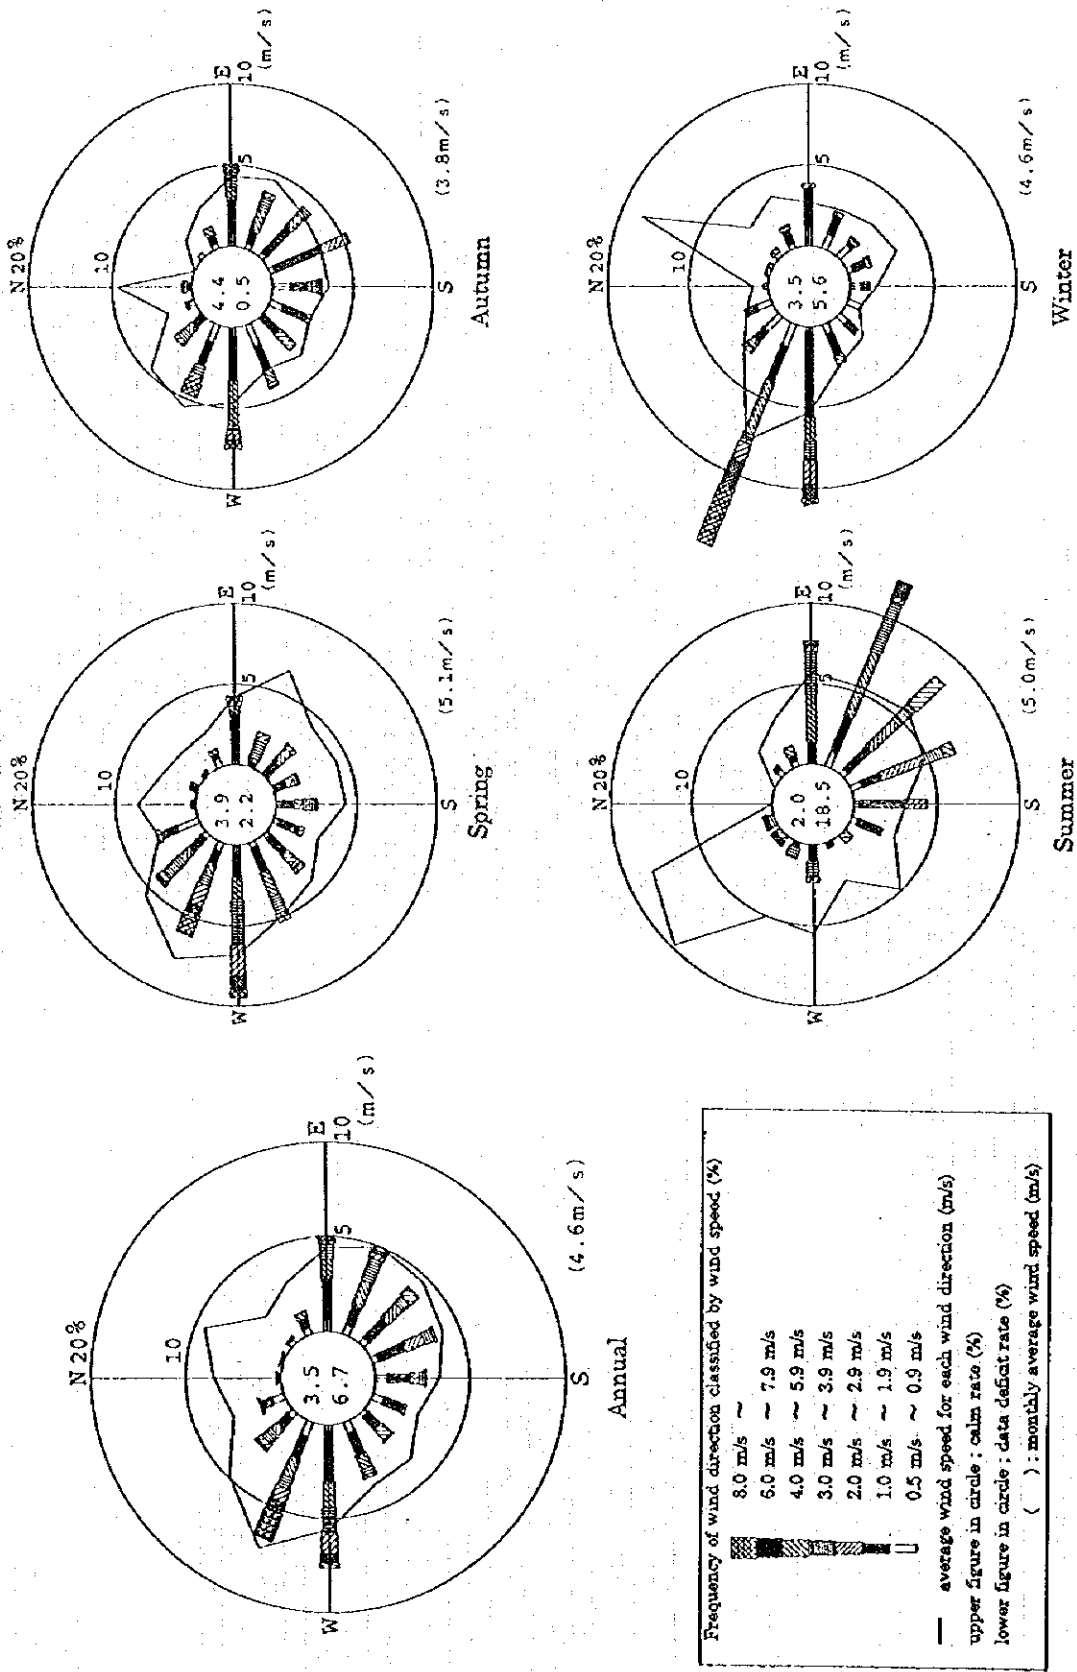 N 20%
10
W
E
5
10
(m/s)
S
3.5
6.7
(4.6m/s)
Annual
N 20%
10
W
E
5
10
(m/s)
S
3.9
2.2
(5.1m/s)
Spring
N 20%
10
W
E
5
10
(m/s)
S
4.4
0.5
(3.8m/s)
Autumn
Frequency of wind direction classified by wind speed (%)
8.0 m/s ~
6.0 m/s ~ 7.9 m/s
4.0 m/s ~ 5.9 m/s
3.0 m/s ~ 3.9 m/s
2.0 m/s ~ 2.9 m/s
1.0 m/s ~ 1.9 m/s
0.5 m/s ~ 0.9 m/s
average wind speed for each wind direction (m/s)
upper figure in circle ; calm rate (%)
lower figure in circle ; data deficit rate (%)
( ) : monthly average wind speed (m/s)
N 20%
10
W
E
5
10
(m/s)
S
2.0
18.5
(5.0m/s)
Summer
N 20%
10
E
5
10
(m/s)
S
3.5
5.6
(4.6m/s)
Winter